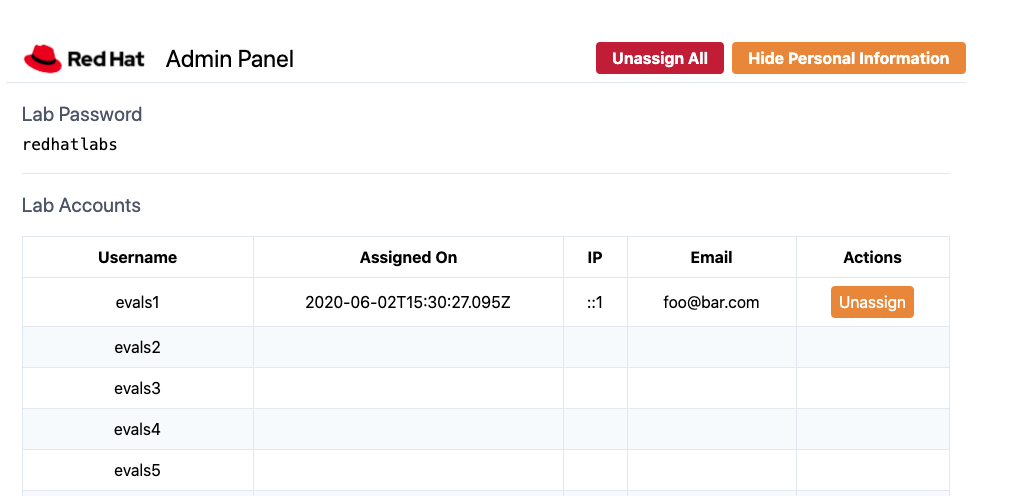 Red Hat Admin Panel Unassign All Hide Personal Information
Lab Password
redhatlabs
Lab Accounts
Username Assigned On IP Email Actions
evals1 2020-06-02T15:30:27.095Z ::1 foo@bar.com Unassign
evals2
evals3
evals4
evals5